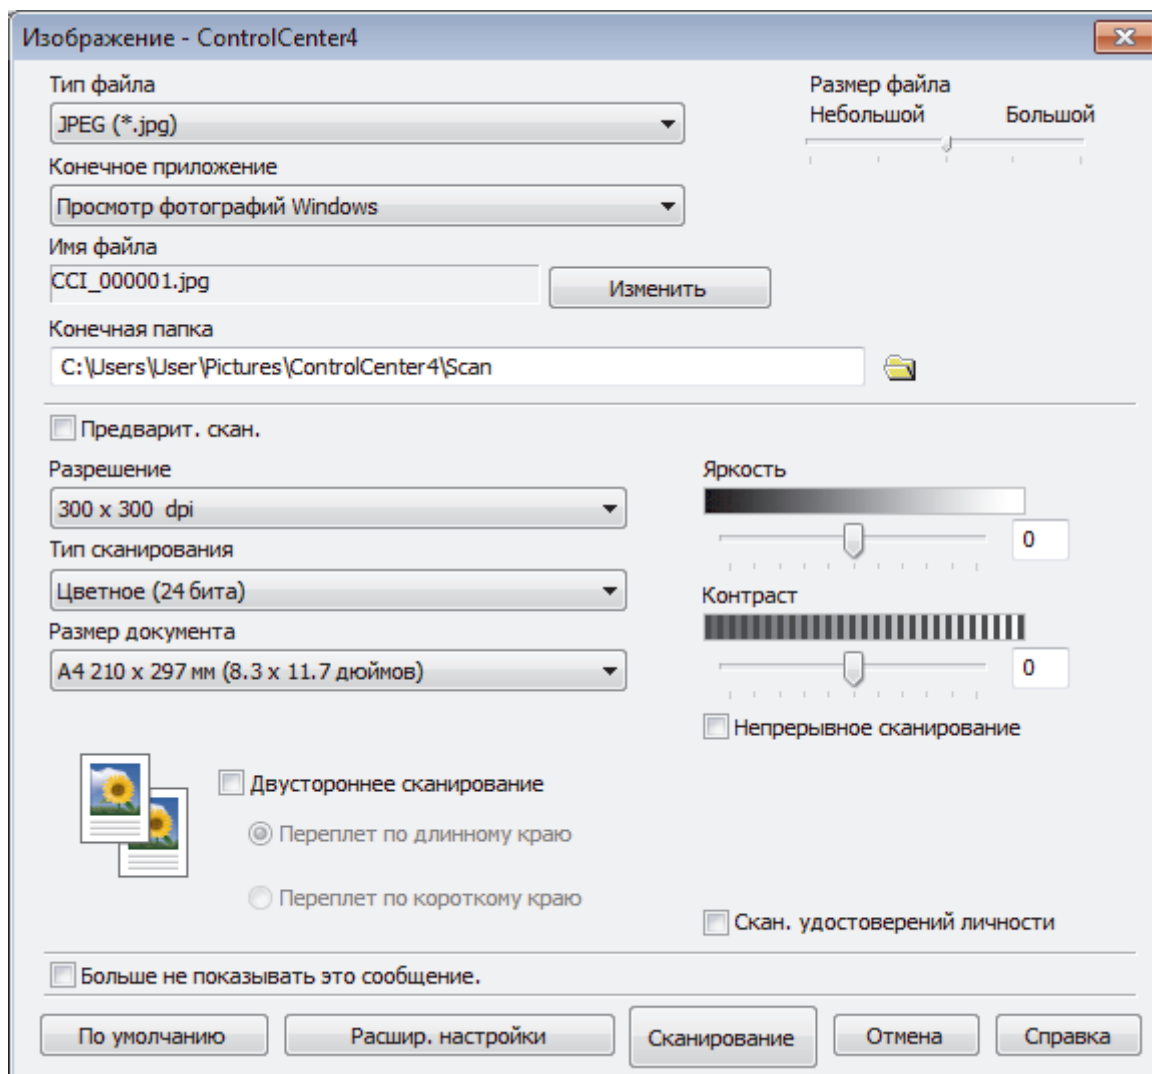 Изображение - ControlCenter4
Тип файла
JPEG (*.jpg)
Размер файла
Небольшой Большой
Конечное приложение
Просмотр фотографий Windows
Имя файла
CCI_000001.jpg
Изменить
Конечная папка
C:\Users\User\Pictures\ControlCenter4\Scan
Предварит. скан.
Разрешение
300 x 300 dpi
Тип сканирования
Цветное (24 бита)
Размер документа
A4 210 x 297 мм (8.3 x 11.7 дюймов)
Яркость
0
Контраст
0
Непрерывное сканирование
Двустороннее сканирование
Переплет по длинному краю
Переплет по короткому краю
Скан. удостоверений личности
Больше не показывать это сообщение.
По умолчанию Расшир. настройки Сканирование Отмена Справка